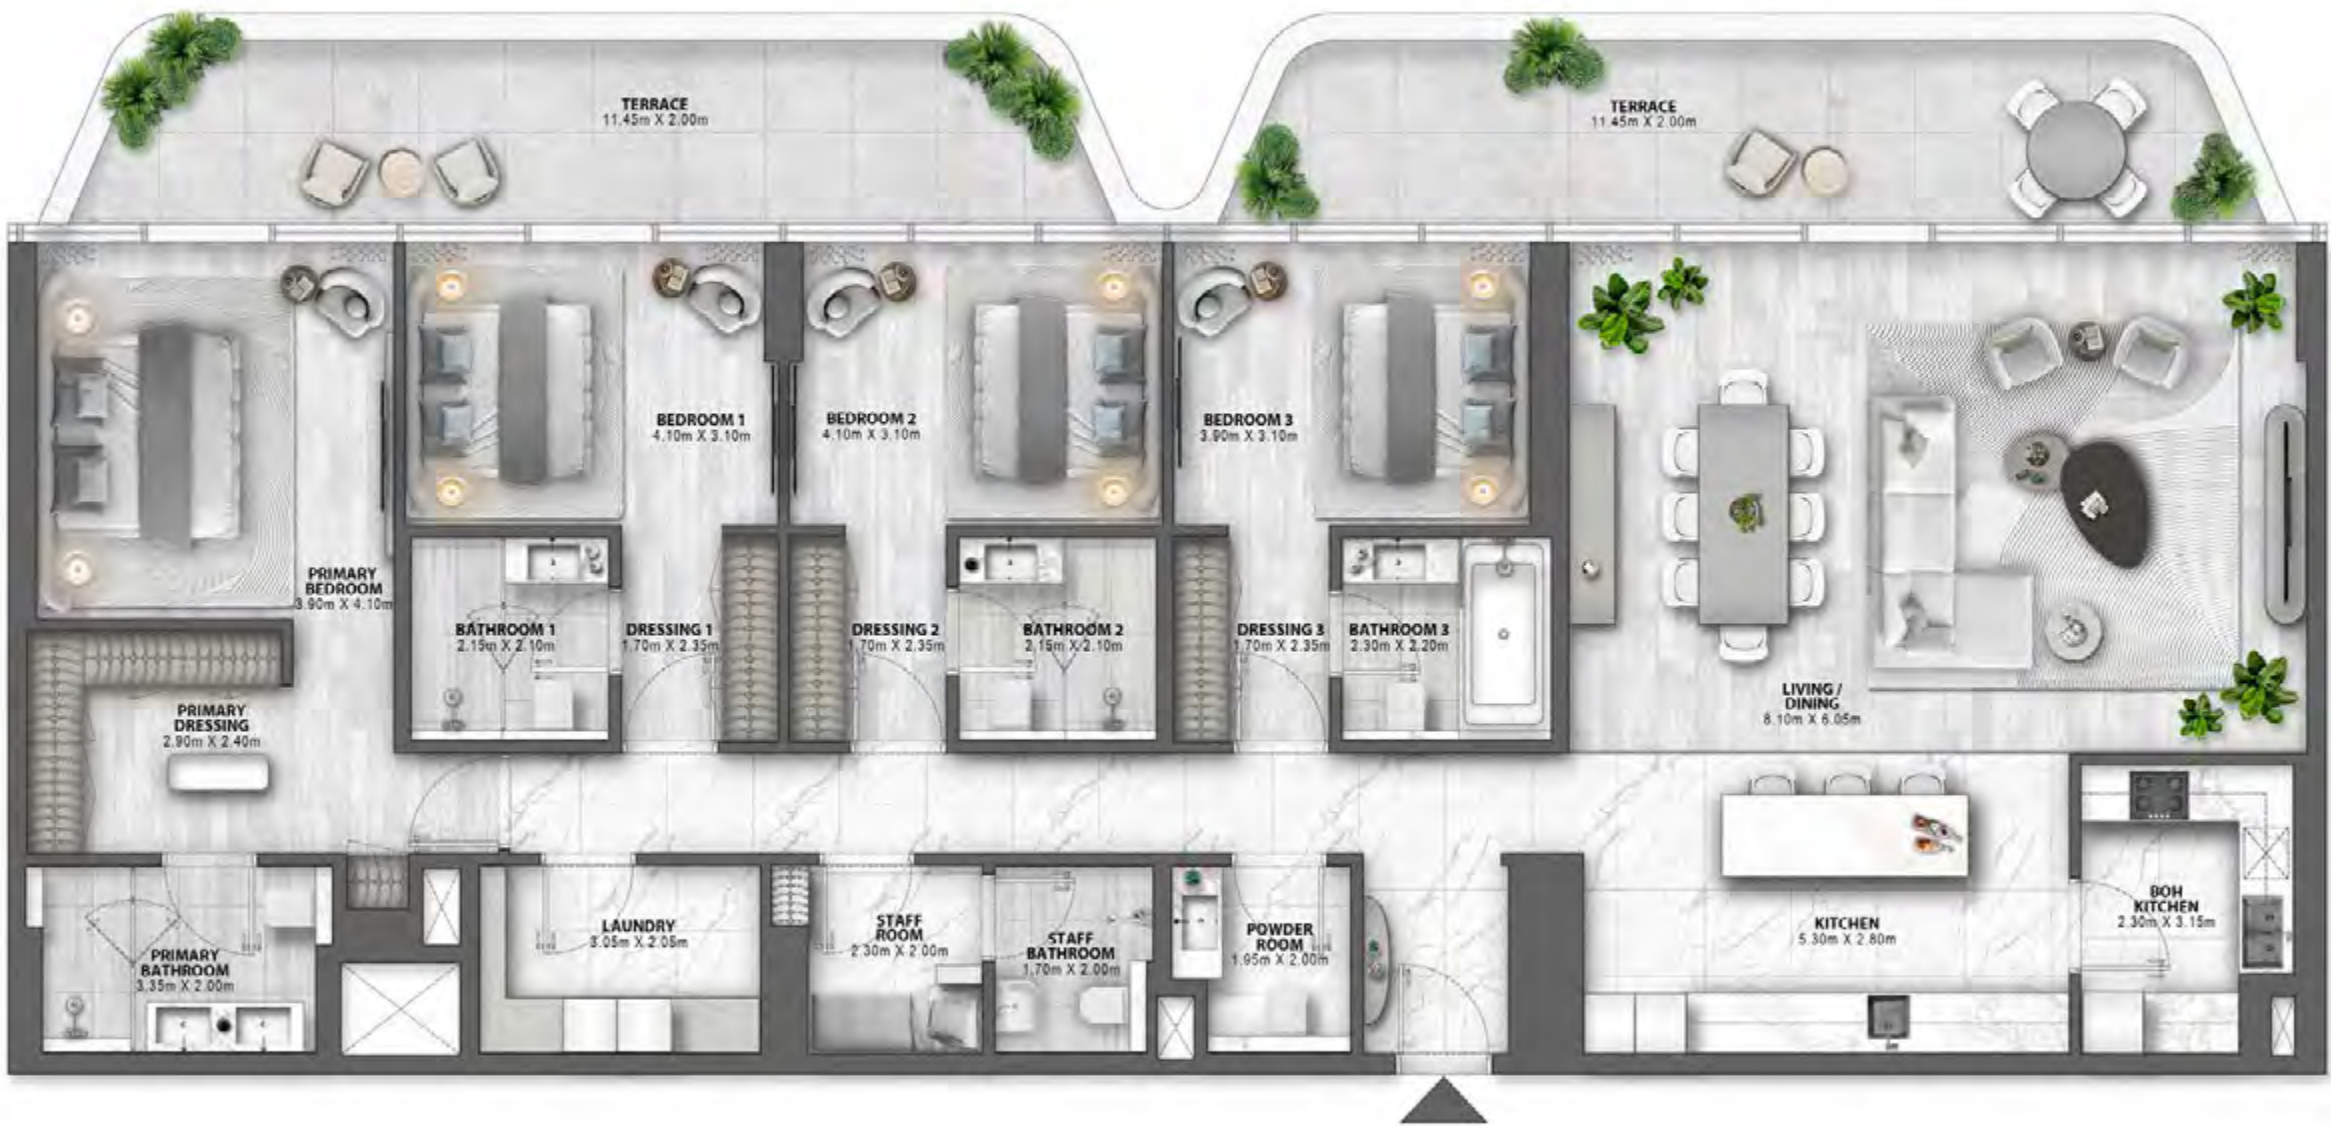 TERRACE
11.45m X 2.00m
TERRACE
11.45m X 2.00m
BEDROOM 1
4.10m X 3.10m
BEDROOM 2
4.10m X 3.10m
BEDROOM 3
3.90m X 3.10m
PRIMARY
BEDROOM
3.90m X 4.10m
BATHROOM 1
2.15m X 2.10m
DRESSING 1
1.70m X 2.35m
DRESSING 2
1.70m X 2.35m
BATHROOM 2
2.15m X 2.10m
DRESSING 3
1.70m X 2.35m
BATHROOM 3
2.30m X 2.20m
LIVING /
DINING
8.10m X 6.05m
PRIMARY
DRESSING
2.90m X 2.40m
PRIMARY
BATHROOM
3.35m X 2.00m
LAUNDRY
3.05m X 2.05m
STAFF
ROOM
2.30m X 2.00m
STAFF
BATHROOM
1.70m X 2.00m
POWDER
ROOM
1.95m X 2.00m
KITCHEN
5.30m X 2.80m
BOH
KITCHEN
2.30m X 3.15m